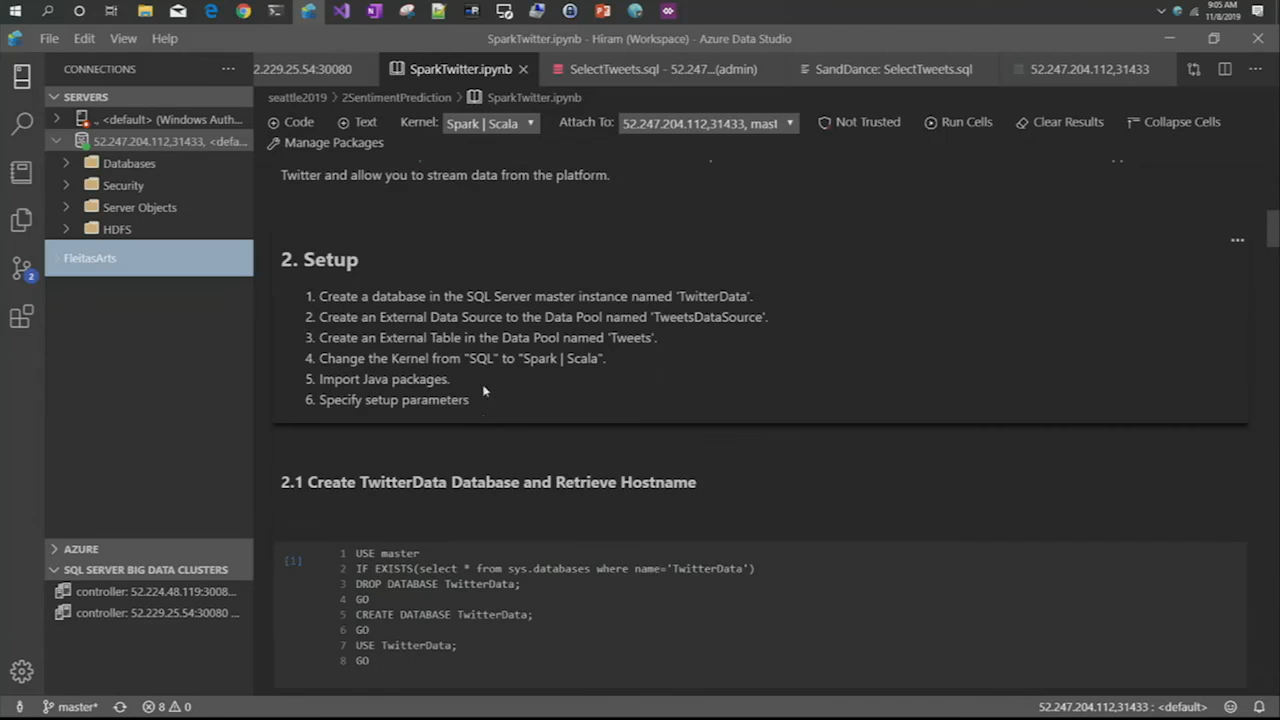 9:05 AM
11/8/2019
File Edit View Help
SparkTwitter.ipynb - Hiram (Workspace) - Azure Data Studio
CONNECTIONS
2.229.25.54:30080
SparkTwitter.ipynb
SelectTweets.sql - 52.247...(admin)
SandDance: SelectTweets.sql
52.247.204.112,31433
SERVERS
., <default> (Windows Auth...
52.247.204.112,31433, <defa...
Databases
Security
Server Objects
HDFS
FleitasArts
seattle2019 > 2SentimentPrediction > SparkTwitter.ipynb
Code Text Kernel: Spark | Scala Attach To: 52.247.204.112,31433, mast Not Trusted Run Cells Clear Results Collapse Cells
Manage Packages
Twitter and allow you to stream data from the platform.
2. Setup
1. Create a database in the SQL Server master instance named 'TwitterData'.
2. Create an External Data Source to the Data Pool named 'TweetsDataSource'.
3. Create an External Table in the Data Pool named 'Tweets'.
4. Change the Kernel from "SQL" to "Spark | Scala".
5. Import Java packages.
6. Specify setup parameters
2.1 Create TwitterData Database and Retrieve Hostname
[1]
1 USE master
2 IF EXISTS(select * from sys.databases where name='TwitterData')
3 DROP DATABASE TwitterData;
4 GO
5 CREATE DATABASE TwitterData;
6 GO
7 USE TwitterData;
8 GO
2
AZURE
SQL SERVER BIG DATA CLUSTERS
controller: 52.224.48.119:3008...
controller: 52.229.25.54:30080 ...
master* 8 0
52.247.204.112,31433 : <default>